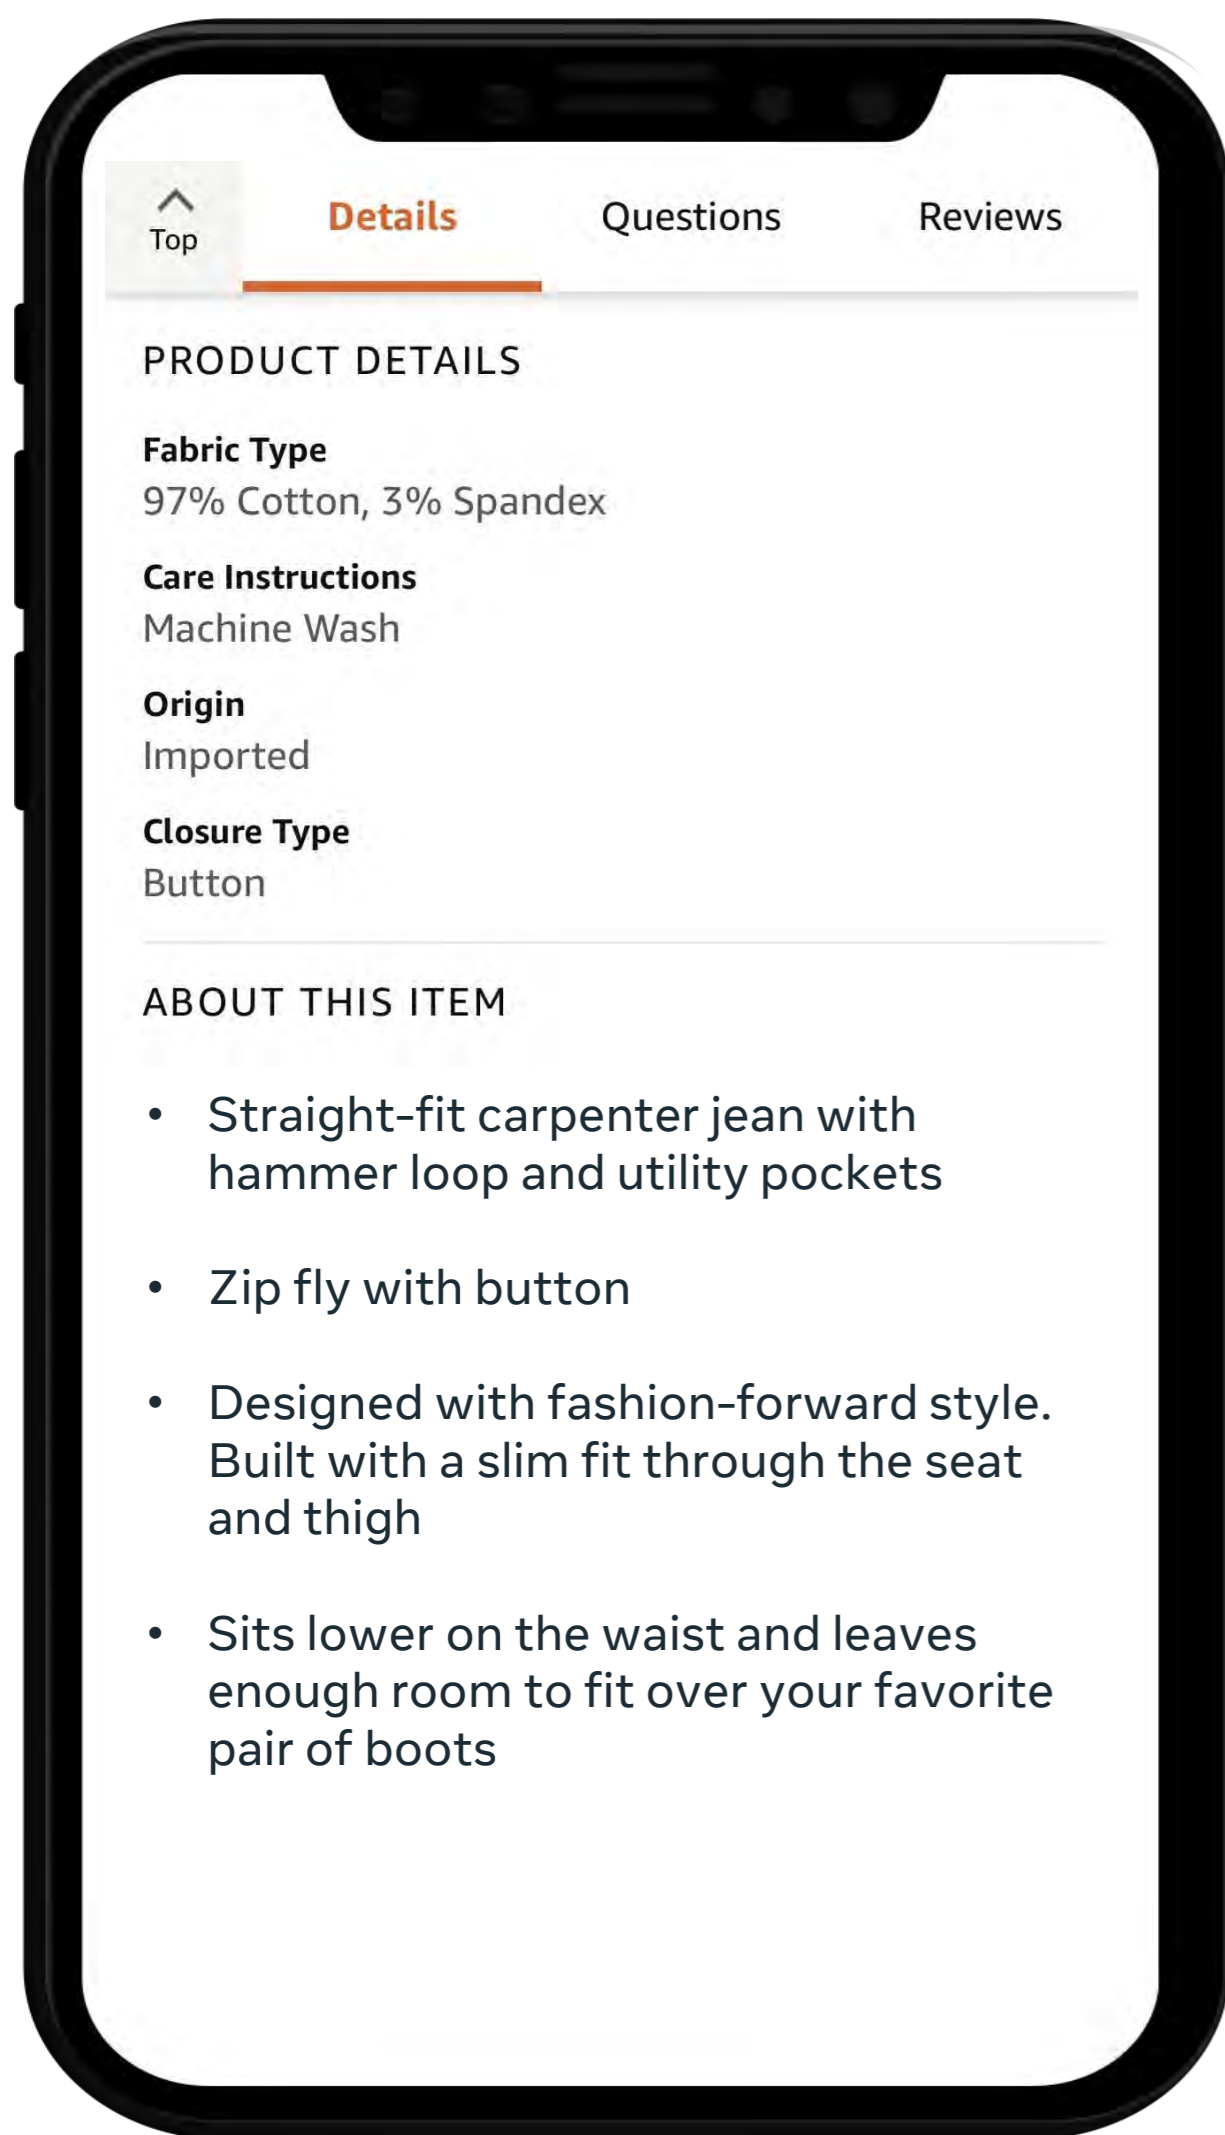 Top
Details
Questions
Reviews
PRODUCT DETAILS
Fabric Type
97% Cotton, 3% Spandex
Care Instructions
Machine Wash
Origin
Imported
Closure Type
Button
ABOUT THIS ITEM
• Straight-fit carpenter jean with
hammer loop and utility pockets
• Zip fly with button
• Designed with fashion-forward style.
Built with a slim fit through the seat
and thigh
• Sits lower on the waist and leaves
enough room to fit over your favorite
pair of boots